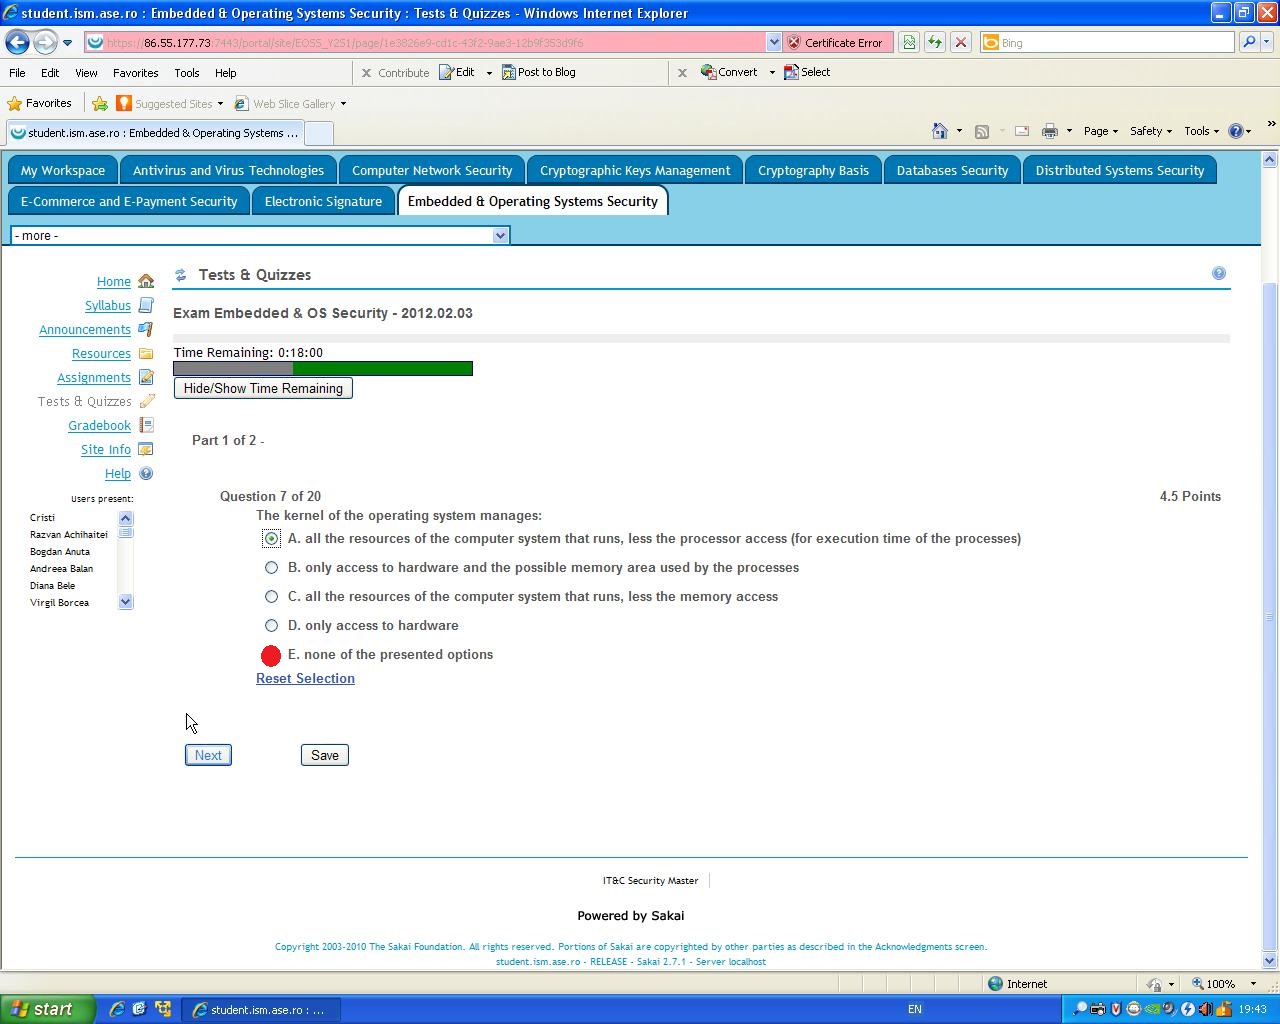 student.ism.ase.ro : Embedded & Operating Systems Security : Tests & Quizzes - Windows Internet Explorer
https://86.55.177.73:7443/portal/site/EOSS_Y2S1/page/1e3826e9-cd1c-43f2-9ae3-12b9f353d9f6 Certificate Error Bing
File Edit View Favorites Tools Help x Contribute Edit Post to Blog x Convert Select
Favorites Suggested Sites Web Slice Gallery
student.ism.ase.ro : Embedded & Operating Systems ... Page Safety Tools »
My Workspace Antivirus and Virus Technologies Computer Network Security Cryptographic Keys Management Cryptography Basis Databases Security Distributed Systems Security
E-Commerce and E-Payment Security Electronic Signature Embedded & Operating Systems Security
- more -
Home
Syllabus
Announcements
Resources
Assignments
Tests & Quizzes
Gradebook
Site Info
Help
Users present:
Cristi
Razvan Achihaitei
Bogdan Anuta
Andreea Balan
Diana Bele
Virgil Borcea
Tests & Quizzes
Exam Embedded & OS Security - 2012.02.03
Time Remaining: 0:18:00
Hide/Show Time Remaining
Part 1 of 2 -
Question 7 of 20 4.5 Points
The kernel of the operating system manages:
A. all the resources of the computer system that runs, less the processor access (for execution time of the processes)
B. only access to hardware and the possible memory area used by the processes
C. all the resources of the computer system that runs, less the memory access
D. only access to hardware
E. none of the presented options
Reset Selection
Next Save
IT&C Security Master
Powered by Sakai
Copyright 2003-2010 The Sakai Foundation. All rights reserved. Portions of Sakai are copyrighted by other parties as described in the Acknowledgments screen.
student.ism.ase.ro - RELEASE - Sakai 2.7.1 - Server localhost
Internet 100%
start student.ism.ase.ro : ... EN 19:43